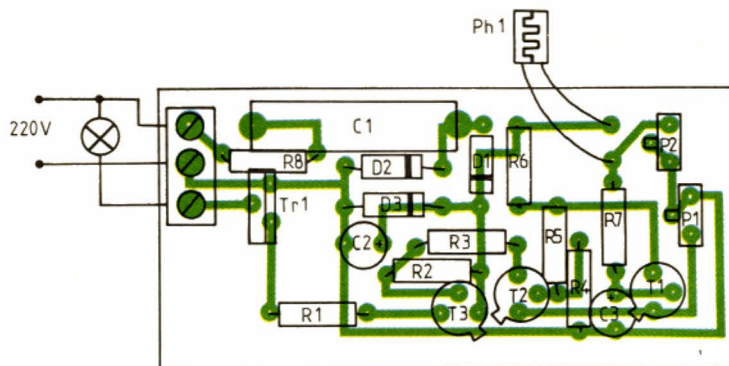 Ph1
220V
C1
R8
D2
D1
R6
P2
Tr1
D3
R5
R7
P1
C2
+
R3
R2
R4
T2
T1
R1
T3
C3
+